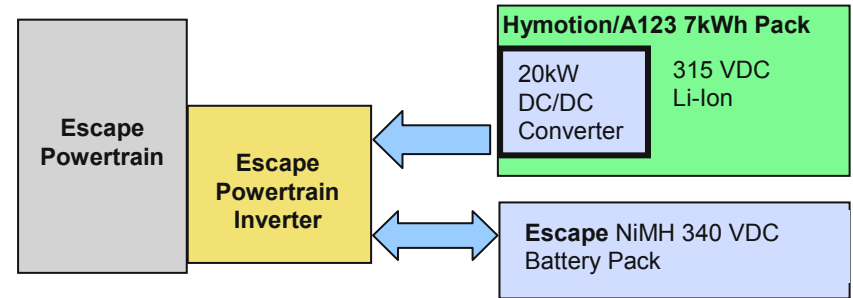 Hymotion/A123 7kWh Pack
20kW
DC/DC
Converter
315 VDC
Li-Ion
Escape
Powertrain
Escape
Powertrain
Inverter
Escape NiMH 340 VDC
Battery Pack